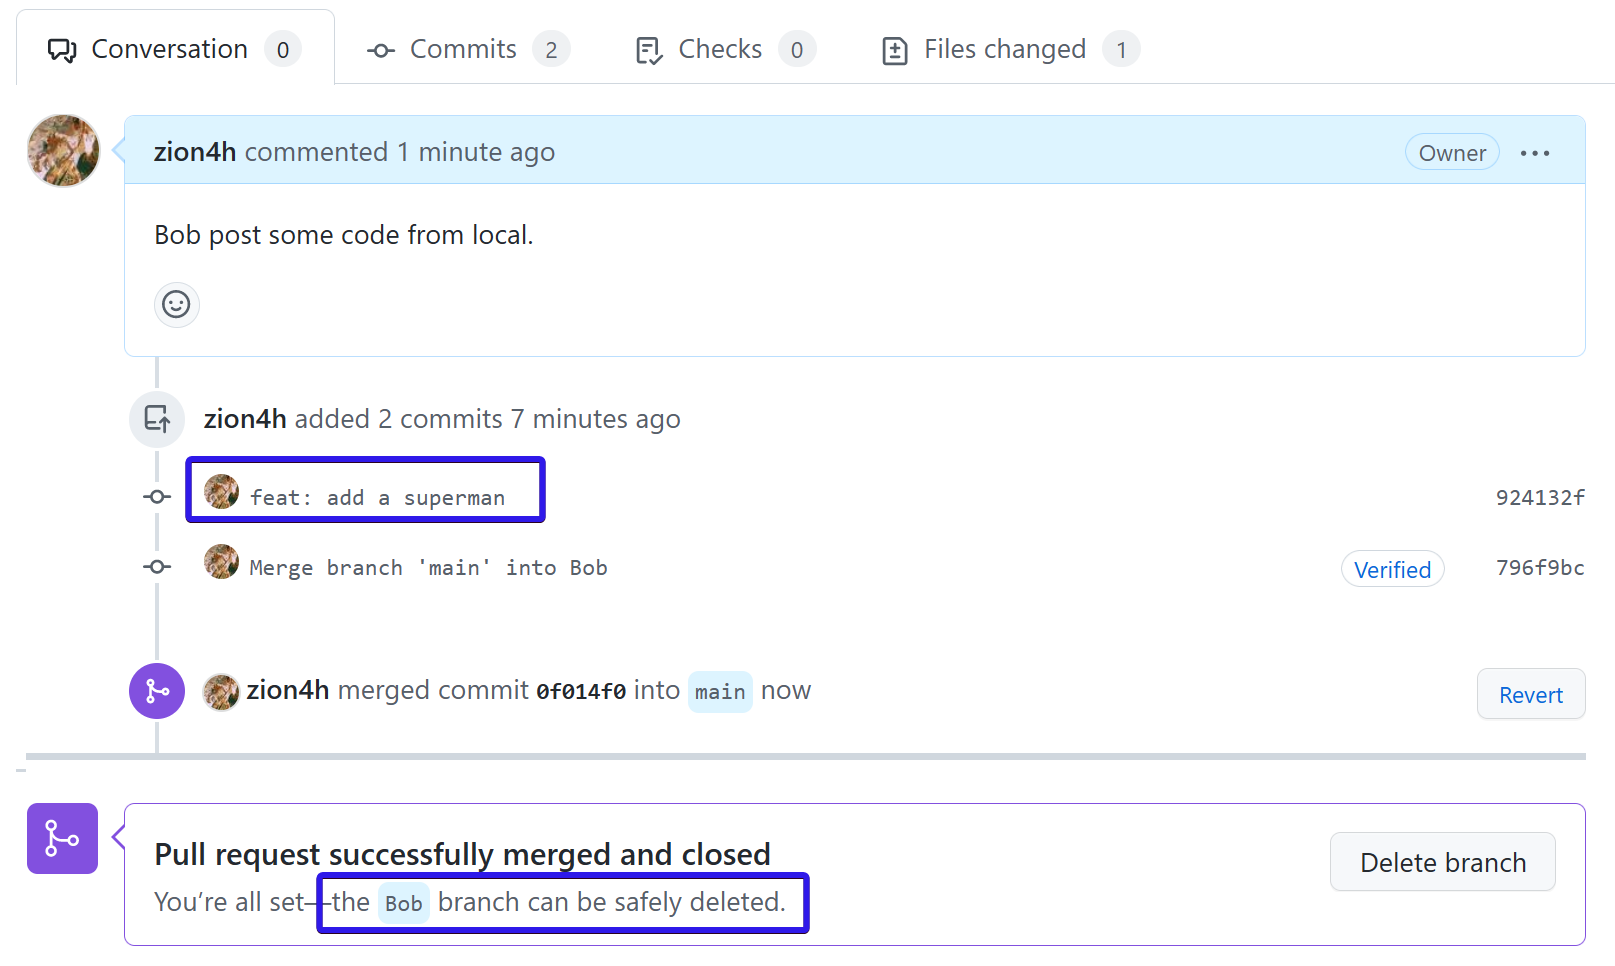 Conversation 0 Commits 2 Checks 0 Files changed 1
zion4h commented 1 minute ago Owner ...
Bob post some code from local.
zion4h added 2 commits 7 minutes ago
feat: add a superman 924132f
Merge branch 'main' into Bob Verified 796f9bc
zion4h merged commit 0f014f0 into main now Revert
Pull request successfully merged and closed
Delete branch
You’re all set—the Bob branch can be safely deleted.